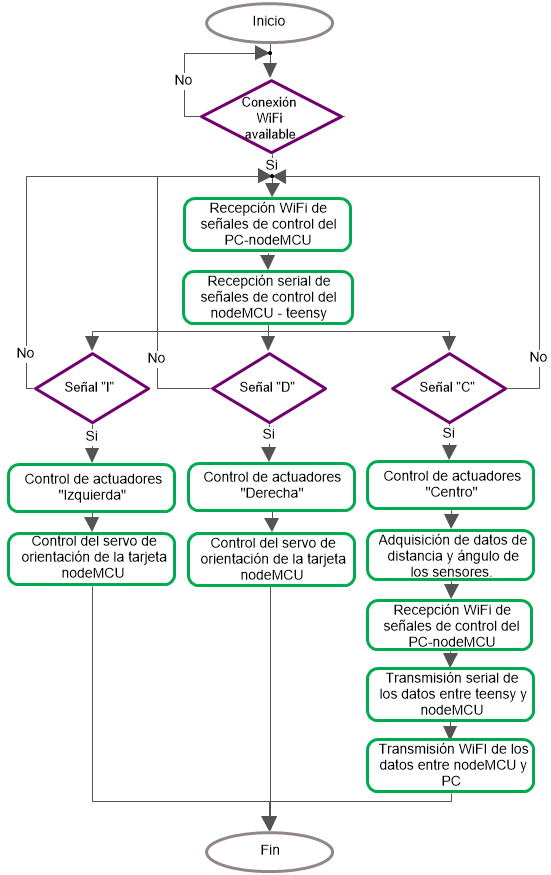 Inicio
No
Conexión
WiFi
available
Si
Recepción WiFi de
señales de control del
PC-nodeMCU
Recepción serial de
señales de control del
nodeMCU - teensy
No
No
No
Señal "I"
Señal "D"
Señal "C"
Si
Si
Si
Control de actuadores
"Izquierda"
Control de actuadores
"Derecha"
Control de actuadores
"Centro"
Control del servo de
orientación de la tarjeta
nodeMCU
Control del servo de
orientación de la tarjeta
nodeMCU
Adquisición de datos de
distancia y ángulo de
los sensores.
Recepción WiFi de
señales de control del
PC-nodeMCU
Transmisión serial de
los datos entre teensy y
nodeMCU
Transmisión WiFI de los
datos entre nodeMCU y
PC
Fin